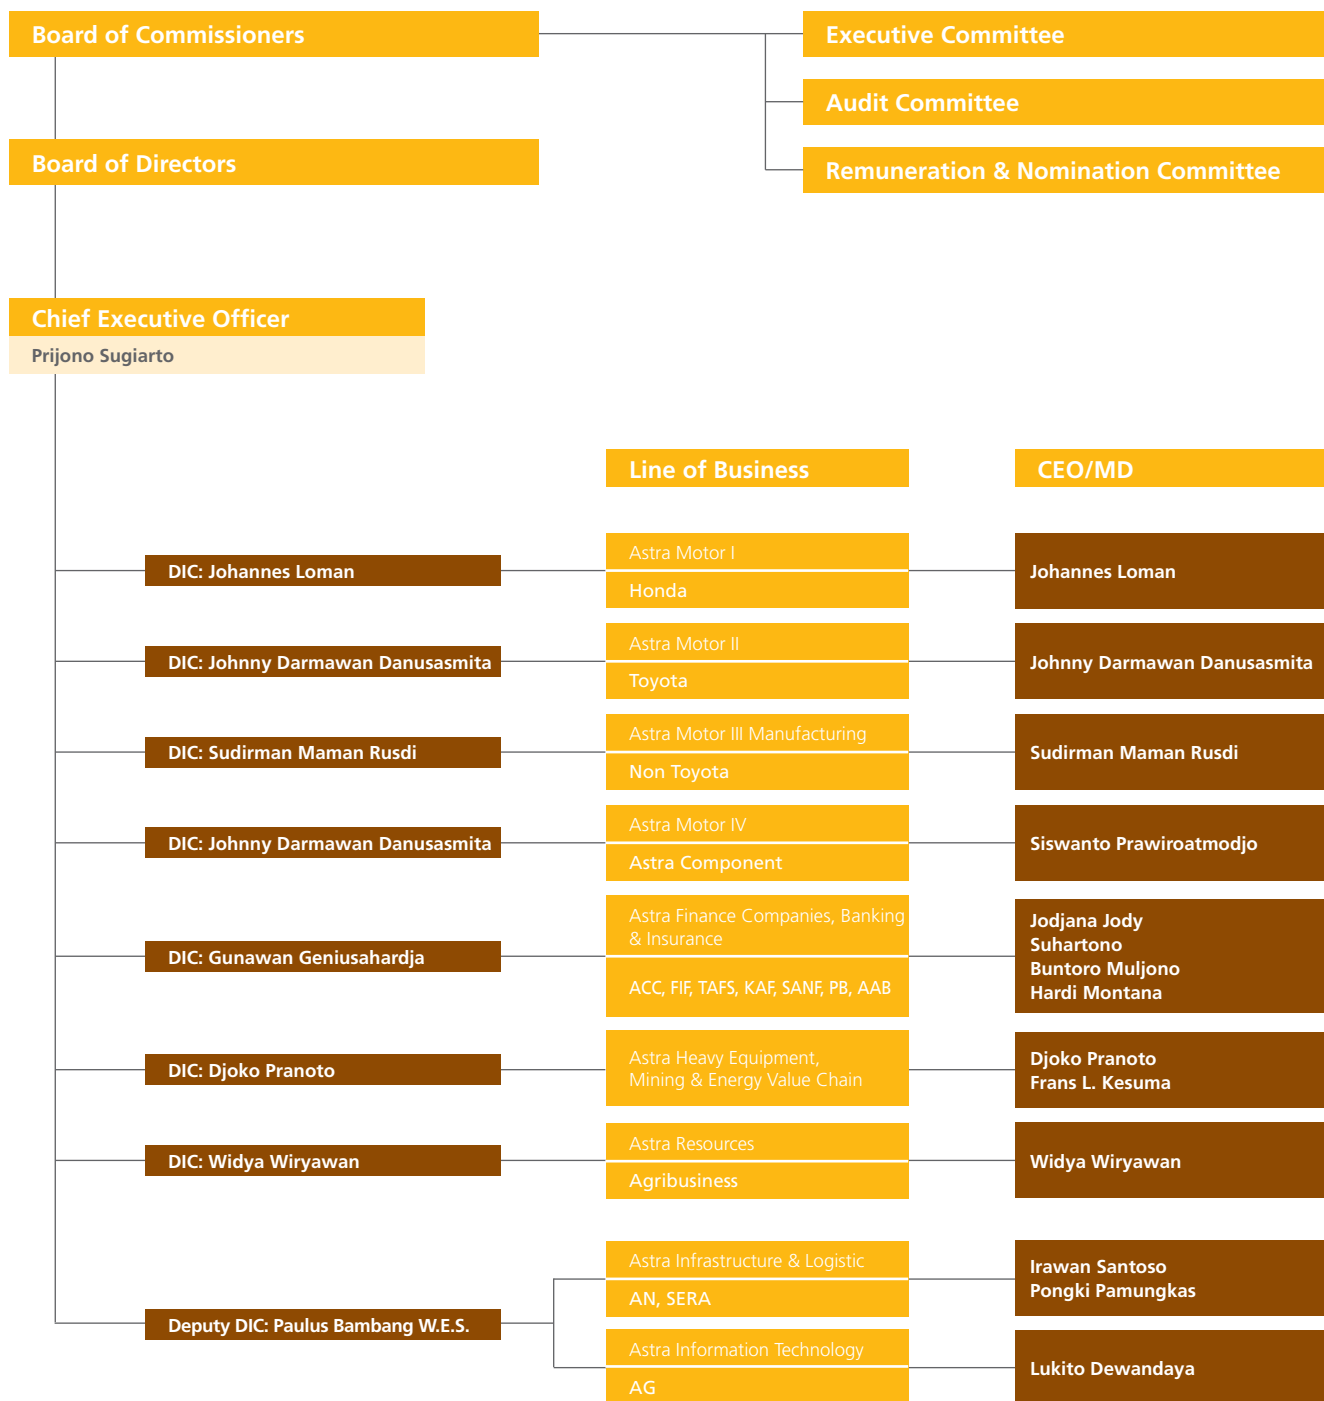 Board of Commissioners
Executive Committee
Audit Committee
Board of Directors
Remuneration & Nomination Committee
Chief Executive Officer
Prijono Sugiarto
Line of Business
CEO/MD
DIC: Johannes Loman
Astra Motor I
Honda
Johannes Loman
DIC: Johnny Darmawan Danusasmita
Astra Motor II
Toyota
Johnny Darmawan Danusasmita
DIC: Sudirman Maman Rusdi
Astra Motor III Manufacturing
Non Toyota
Sudirman Maman Rusdi
DIC: Johnny Darmawan Danusasmita
Astra Motor IV
Astra Component
Siswanto Prawiroatmodjo
DIC: Gunawan Geniusahardja
Astra Finance Companies, Banking
& Insurance
ACC, FIF, TAFS, KAF, SANF, PB, AAB
Jodjana Jody
Suhartono
Buntoro Muljono
Hardi Montana
DIC: Djoko Pranoto
Astra Heavy Equipment,
Mining & Energy Value Chain
Djoko Pranoto
Frans L. Kesuma
DIC: Widya Wiryawan
Astra Resources
Agribusiness
Widya Wiryawan
Deputy DIC: Paulus Bambang W.E.S.
Astra Infrastructure & Logistic
AN, SERA
Irawan Santoso
Pongki Pamungkas
Astra Information Technology
AG
Lukito Dewandaya